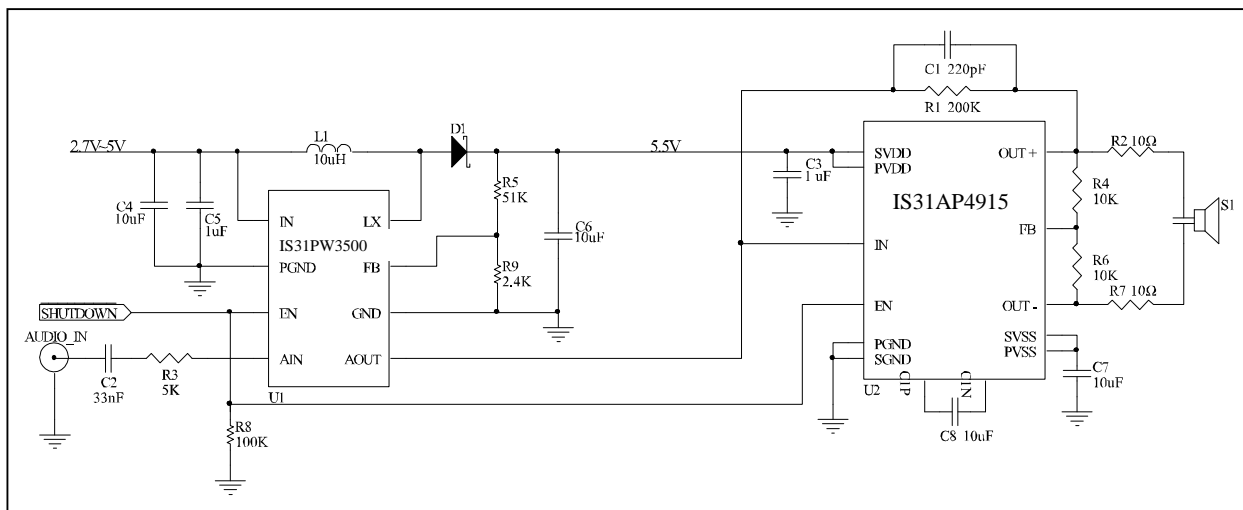 C1 220pF
R1 200K
2.7V~5V
L1
10uH
D1
5.5V
C4
10uF
C5
1uF
IN
LX
IS31PW3500
PGND
FB
EN
GND
AIN
AOUT
U1
R5
51K
R9
2.4K
C6
10uF
C3
1 uF
SVDD
PVDD
OUT+
IS31AP4915
IN
FB
EN
OUT-
PGND
SGND
SVSS
PVSS
U2
C1P
C1N
C8 10uF
R2 10Ω
R4
10K
R6
10K
R7 10Ω
S1
C7
10uF
SHUTDOWN
AUDIO_IN
C2
33nF
R3
5K
R8
100K